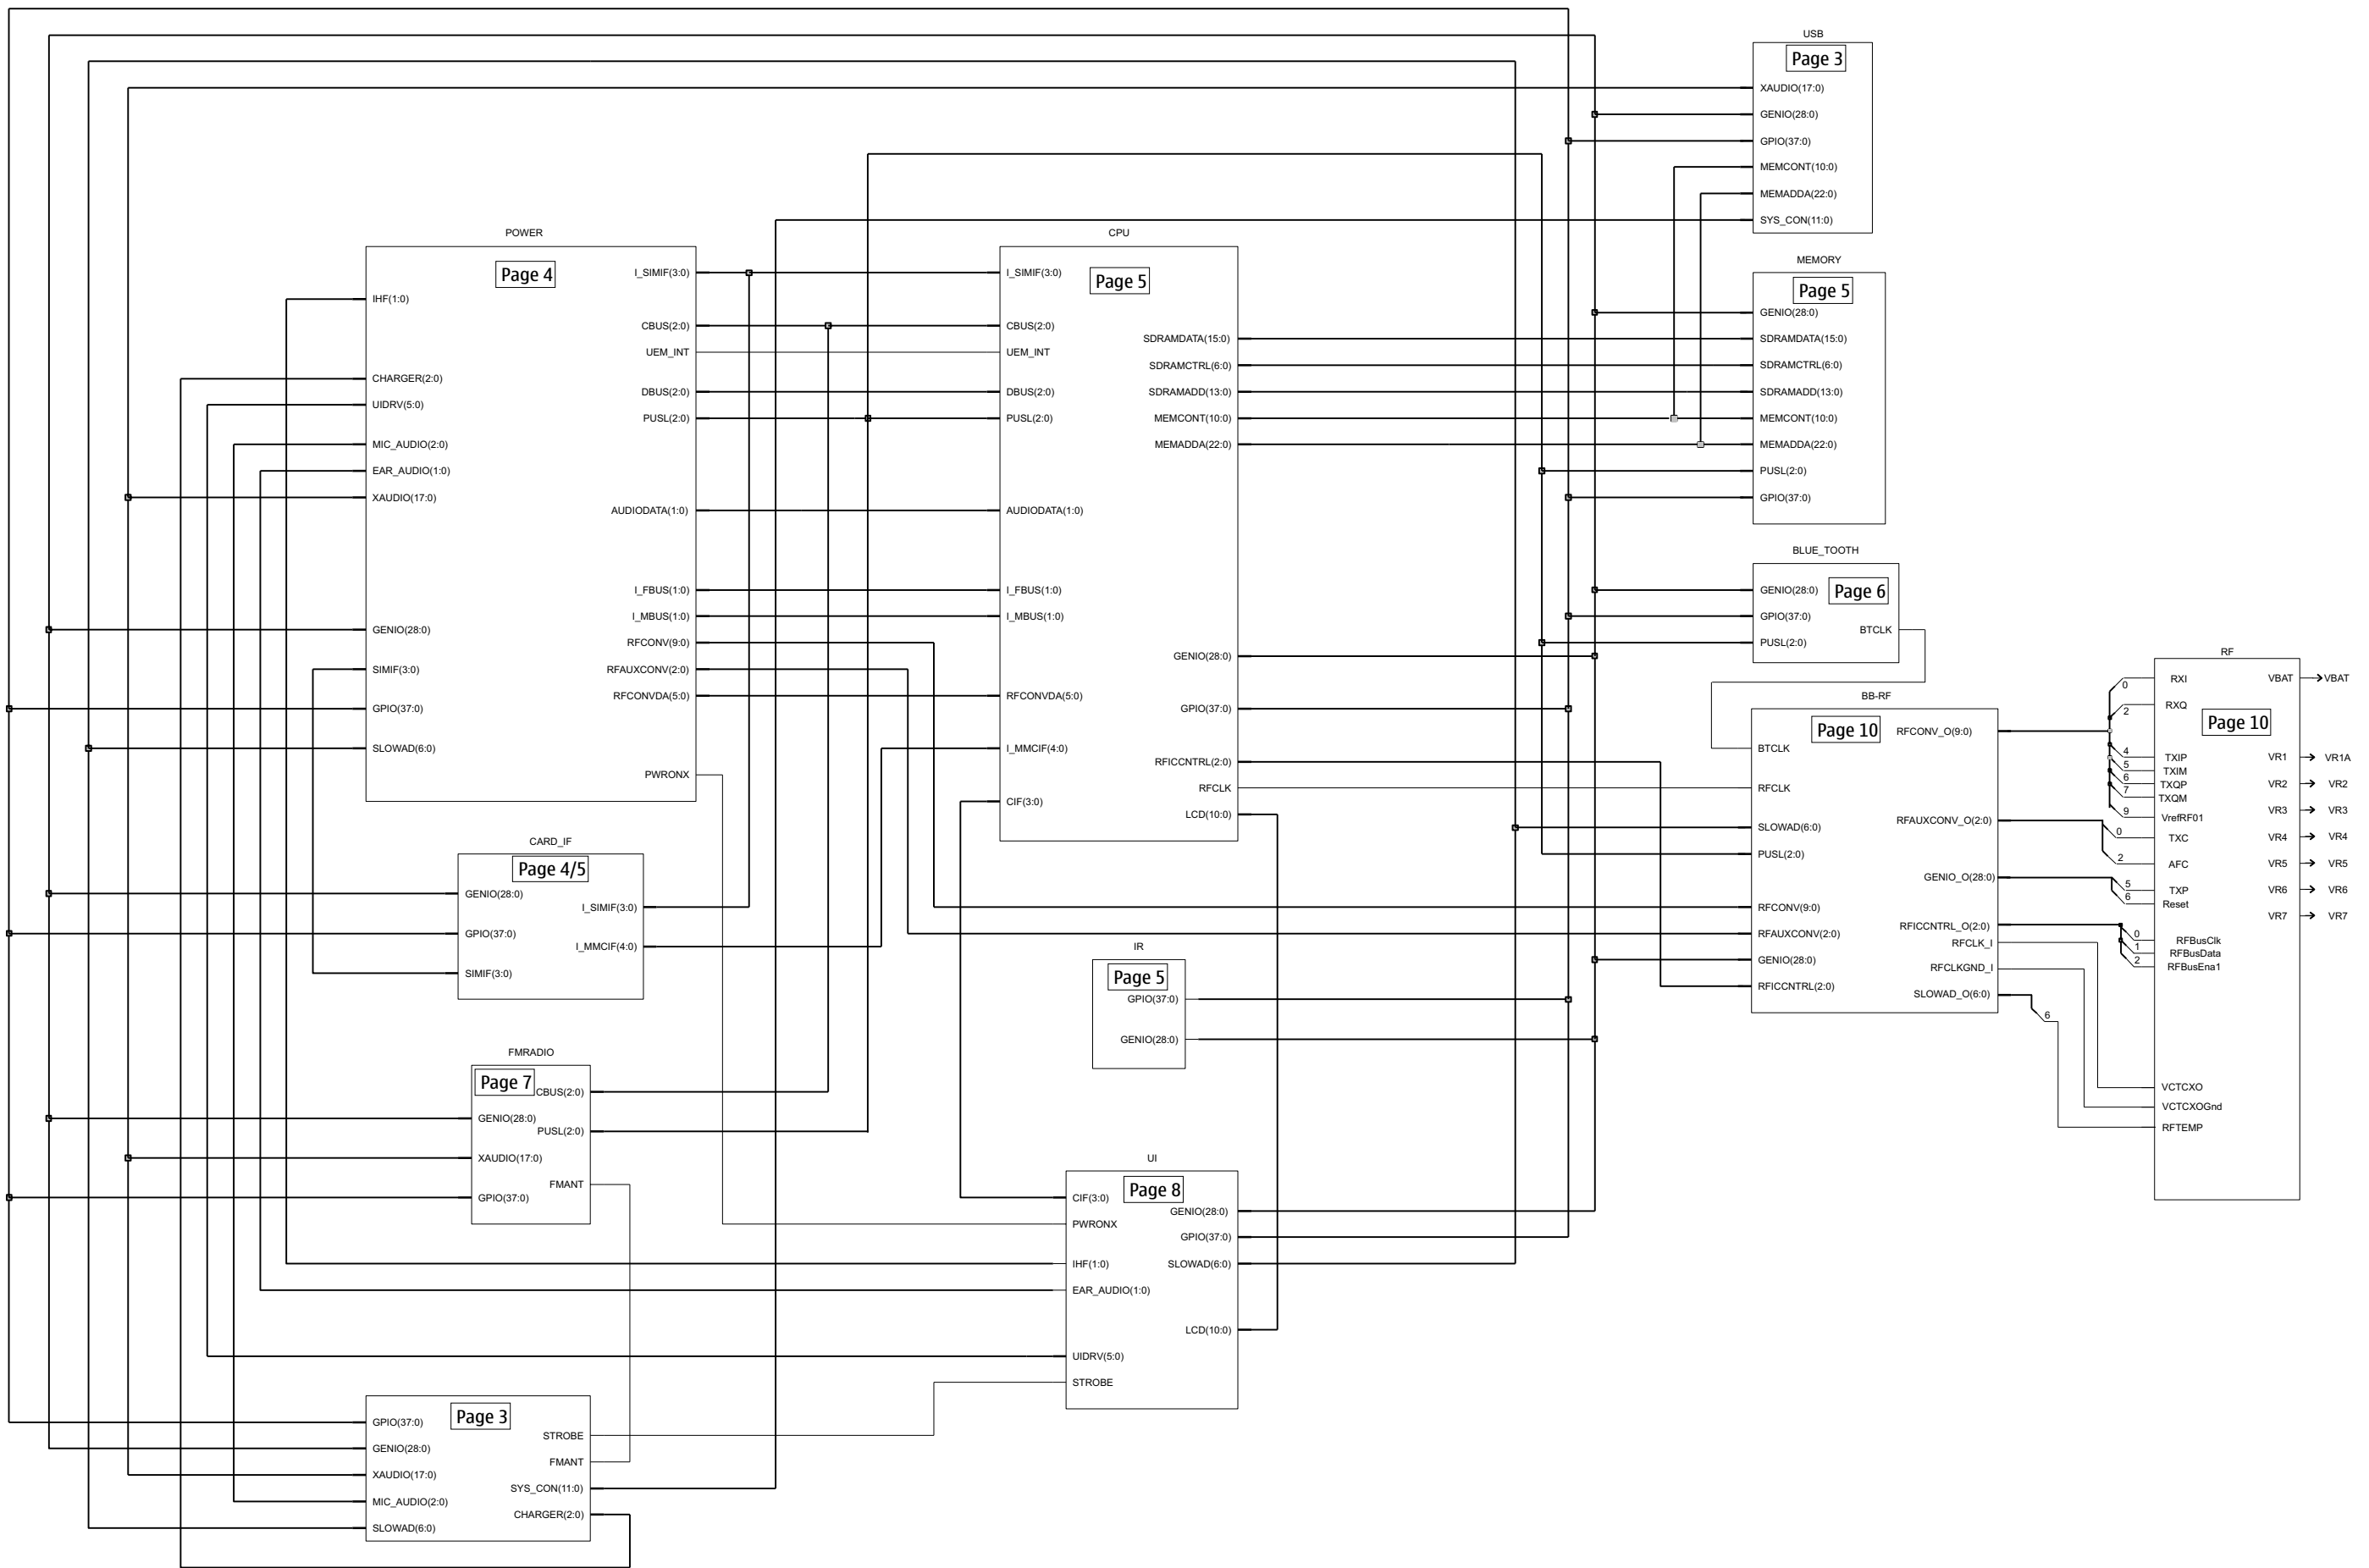 USB
Page 3
XAUDIO(17:0)
GENIO(28:0)
GPIO(37:0)
MEMCONT(10:0)
MEMADDA(22:0)
SYS_CON(11:0)
POWER
Page 4
I_SIMIF(3:0)
IHF(1:0)
CBUS(2:0)
UEM_INT
CHARGER(2:0)
DBUS(2:0)
UIDRV(5:0)
PUSL(2:0)
MIC_AUDIO(2:0)
EAR_AUDIO(1:0)
XAUDIO(17:0)
AUDIODATA(1:0)
I_FBUS(1:0)
I_MBUS(1:0)
GENIO(28:0)
RFCONV(9:0)
SIMIF(3:0)
RFAUXCONV(2:0)
RFCONVDA(5:0)
GPIO(37:0)
SLOWAD(6:0)
PWRONX
CPU
Page 5
I_SIMIF(3:0)
CBUS(2:0)
SDRAMDATA(15:0)
UEM_INT
SDRAMCTRL(6:0)
DBUS(2:0)
SDRAMADD(13:0)
PUSL(2:0)
MEMCONT(10:0)
MEMADDA(22:0)
AUDIODATA(1:0)
I_FBUS(1:0)
I_MBUS(1:0)
GENIO(28:0)
RFCONVDA(5:0)
GPIO(37:0)
I_MMCIF(4:0)
RFICCNTRL(2:0)
RFCLK
CIF(3:0)
LCD(10:0)
MEMORY
Page 5
GENIO(28:0)
SDRAMDATA(15:0)
SDRAMCTRL(6:0)
SDRAMADD(13:0)
MEMCONT(10:0)
MEMADDA(22:0)
PUSL(2:0)
GPIO(37:0)
BLUE_TOOTH
GENIO(28:0)
Page 6
GPIO(37:0)
BTCLK
PUSL(2:0)
BB-RF
Page 10
RFCONV_O(9:0)
BTCLK
RFCLK
RFAUXCONV_O(2:0)
SLOWAD(6:0)
PUSL(2:0)
GENIO_O(28:0)
RFCONV(9:0)
RFICCNTRL_O(2:0)
RFAUXCONV(2:0)
RFCLK_I
GENIO(28:0)
RFCLKGND_I
RFICCNTRL(2:0)
SLOWAD_O(6:0)
0
2
4
5
6
7
9
0
2
5
6
0
1
2
6
RF
RXI
VBAT
VBAT
RXQ
Page 10
TXIP
VR1
VR1A
TXIM
TXQP
VR2
VR2
TXQM
VR3
VR3
VrefRF01
TXC
VR4
VR4
AFC
VR5
VR5
TXP
VR6
VR6
Reset
VR7
VR7
RFBusClk
RFBusData
RFBusEna1
VCTCXO
VCTCXOGnd
RFTEMP
CARD_IF
Page 4/5
GENIO(28:0)
I_SIMIF(3:0)
GPIO(37:0)
I_MMCIF(4:0)
SIMIF(3:0)
IR
Page 5
GPIO(37:0)
GENIO(28:0)
FMRADIO
Page 7
CBUS(2:0)
GENIO(28:0)
PUSL(2:0)
XAUDIO(17:0)
FMANT
GPIO(37:0)
UI
Page 8
CIF(3:0)
GENIO(28:0)
PWRONX
GPIO(37:0)
IHF(1:0)
SLOWAD(6:0)
EAR_AUDIO(1:0)
LCD(10:0)
UIDRV(5:0)
STROBE
Page 3
GPIO(37:0)
STROBE
GENIO(28:0)
FMANT
XAUDIO(17:0)
SYS_CON(11:0)
MIC_AUDIO(2:0)
CHARGER(2:0)
SLOWAD(6:0)